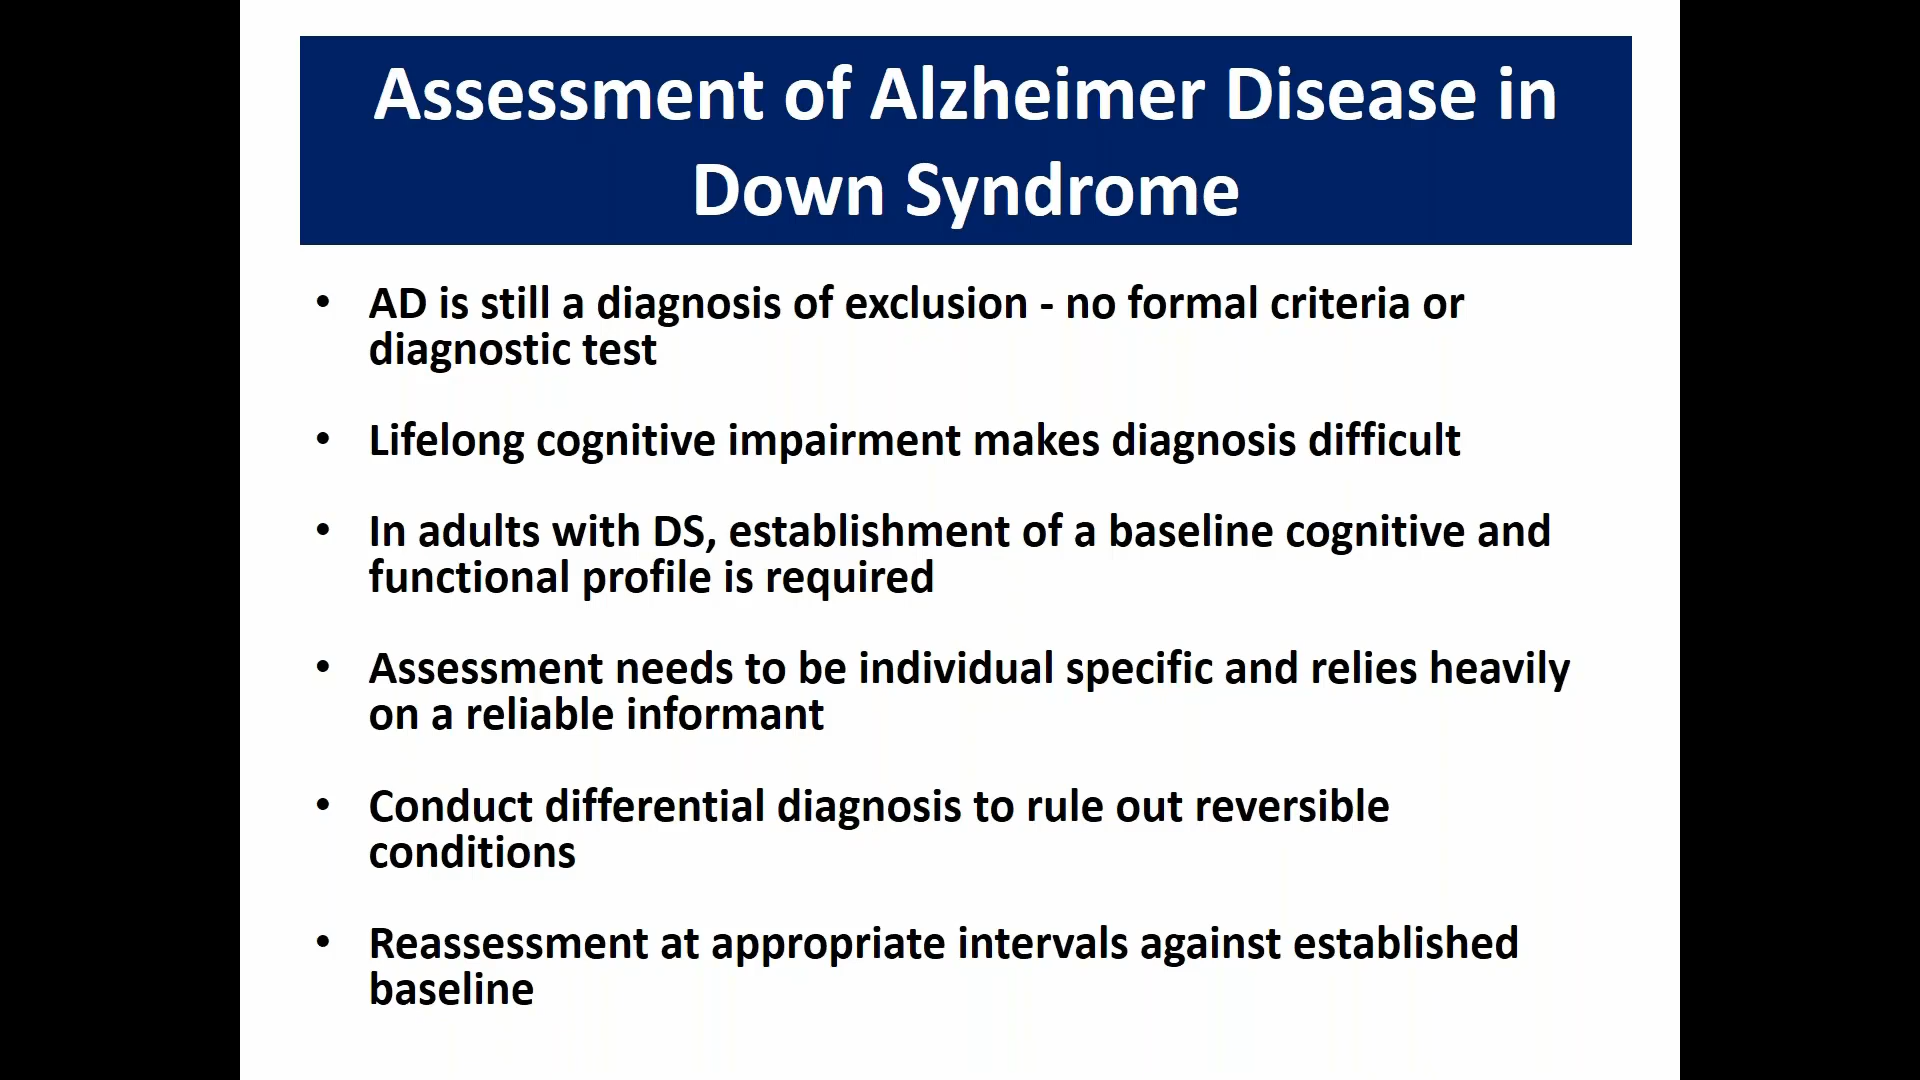 Assessment of Alzheimer Disease in
Down Syndrome
• AD is still a diagnosis of exclusion - no formal criteria or
diagnostic test
• Lifelong cognitive impairment makes diagnosis difficult
• In adults with DS, establishment of a baseline cognitive and
functional profile is required
• Assessment needs to be individual specific and relies heavily
on a reliable informant
• Conduct differential diagnosis to rule out reversible
conditions
• Reassessment at appropriate intervals against established
baseline